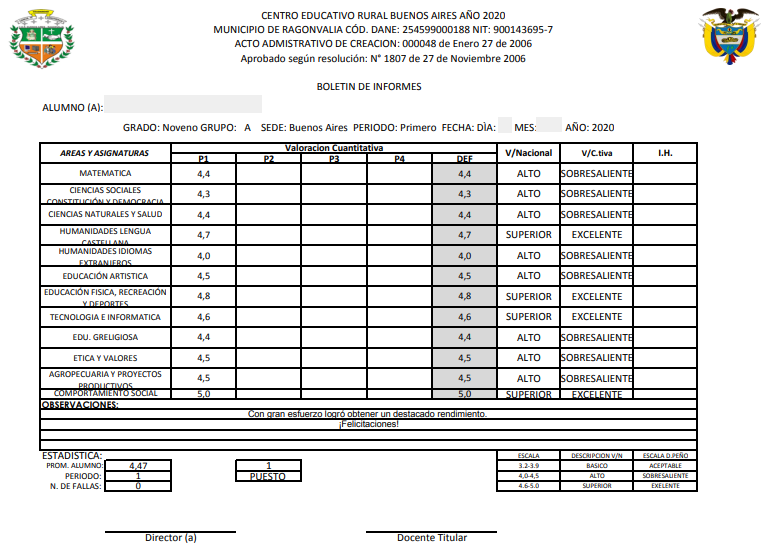 CENTRO EDUCATIVO RURAL BUENOS AIRES AÑO 2020
MUNICIPIO DE RAGONVALIA CÓD. DANE: 254599000188 NIT: 900143695-7
ACTO ADMISTRATIVO DE CREACION: 000048 de Enero 27 de 2006
Aprobado según resolución: N° 1807 de 27 de Noviembre 2006
BOLETIN DE INFORMES
ALUMNO (A):
GRADO: Noveno GRUPO: A SEDE: Buenos Aires PERIODO: Primero FECHA: DÌA: MES: AÑO: 2020
AREAS Y ASIGNATURAS Valoracion Cuantitativa V/Nacional V/C.tiva I.H.
P1 P2 P3 P4 DEF
MATEMATICA 4,4 4,4 ALTO SOBRESALIENTE
CIENCIAS SOCIALES
CONSTITUCIÓN Y DEMOCRACIA 4,3 4,3 ALTO SOBRESALIENTE
CIENCIAS NATURALES Y SALUD 4,4 4,4 ALTO SOBRESALIENTE
HUMANIDADES LENGUA
CASTELLANA 4,7 4,7 SUPERIOR EXCELENTE
HUMANIDADES IDIOMAS
EXTRANJEROS 4,0 4,0 ALTO SOBRESALIENTE
EDUCACIÓN ARTISTICA 4,5 4,5 ALTO SOBRESALIENTE
EDUCACIÓN FISICA, RECREACIÓN
Y DEPORTES 4,8 4,8 SUPERIOR EXCELENTE
TECNOLOGIA E INFORMATICA 4,6 4,6 SUPERIOR EXCELENTE
EDU. GRELIGIOSA 4,4 4,4 ALTO SOBRESALIENTE
ETICA Y VALORES 4,5 4,5 ALTO SOBRESALIENTE
AGROPECUARIA Y PROYECTOS
PRODUCTIVOS 4,5 4,5 ALTO SOBRESALIENTE
COMPORTAMIENTO SOCIAL 5,0 5,0 SUPERIOR EXCELENTE
OBSERVACIONES:
Con gran esfuerzo logró obtener un destacado rendimiento.
¡Felicitaciones!
ESTADÍSTICA: ESCALA DESCRIPCION V/N ESCALA D.PEÑO
PROM. ALUMNO: 4,47 1 3.2-3.9 BASICO ACEPTABLE
PERIODO: 1 PUESTO 4,0-4,5 ALTO SOBRESALIENTE
N. DE FALLAS: 0 4.6-5.0 SUPERIOR EXELENTE
Director (a) Docente Titular